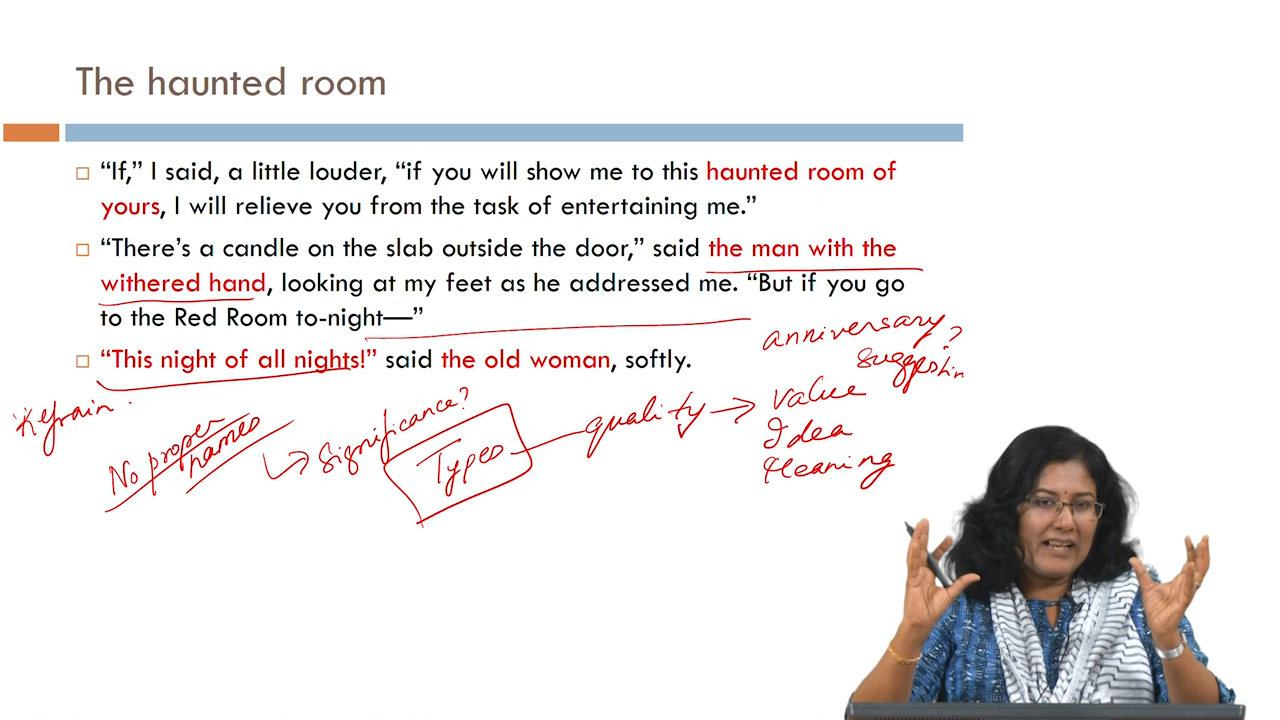 The haunted room
“If,” I said, a little louder, “if you will show me to this haunted room of
yours, I will relieve you from the task of entertaining me.”
“There’s a candle on the slab outside the door,” said the man with the
withered hand, looking at my feet as he addressed me. “But if you go
to the Red Room to-night—”
“This night of all nights!” said the old woman, softly.
anniversary?
suggestin
Refrain.
No proper
names
Significance?
Types
quality → value
Idea
Meaning